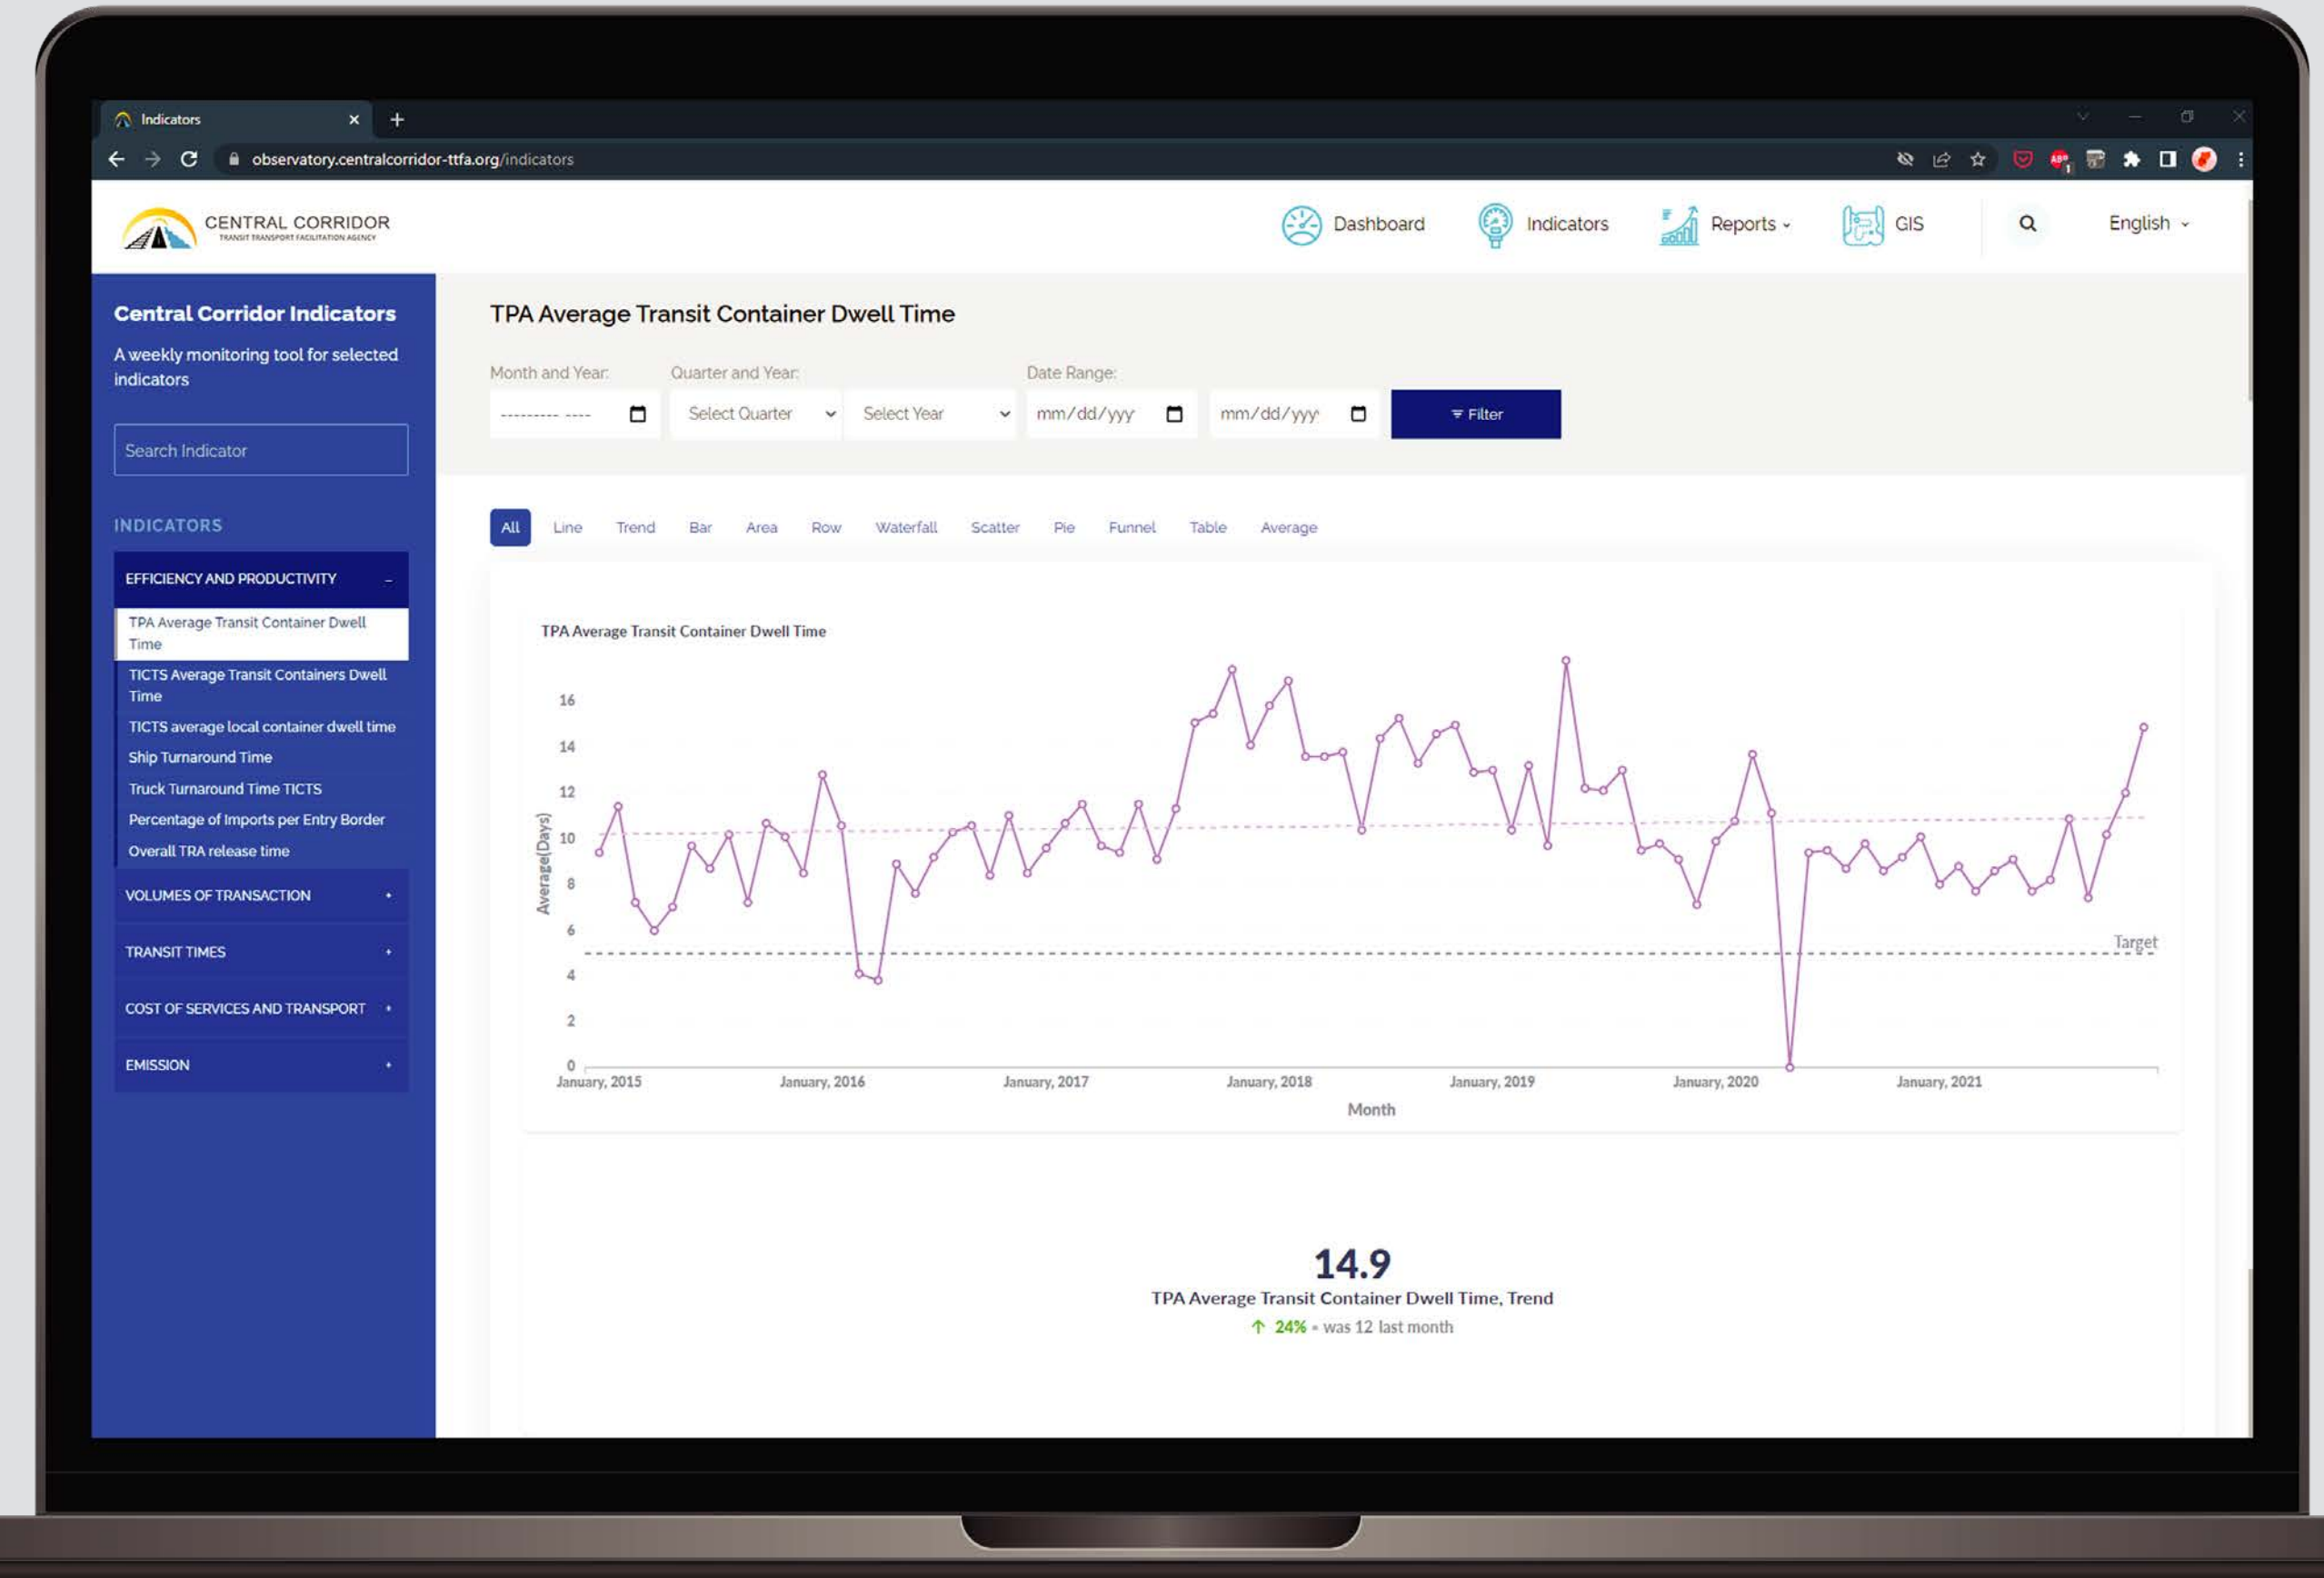 Indicators
observatory.centralcorridor-ttfa.org/indicators
ABP
1
CENTRAL CORRIDOR
TRANSIT TRANSPORT FACILITATION AGENCY
Dashboard
Indicators
Reports
GIS
English
Central Corridor Indicators
A weekly monitoring tool for selected
indicators
Search Indicator
INDICATORS
EFFICIENCY AND PRODUCTIVITY
TPA Average Transit Container Dwell
Time
TICTS Average Transit Containers Dwell
Time
TICTS average local container dwell time
Ship Turnaround Time
Truck Turnaround Time TICTS
Percentage of Imports per Entry Border
Overall TRA release time
VOLUMES OF TRANSACTION
TRANSIT TIMES
COST OF SERVICES AND TRANSPORT
EMISSION
TPA Average Transit Container Dwell Time
Month and Year:
Quarter and Year:
Date Range:
--------- ----
Select Quarter
Select Year
mm/dd/yyy
mm/dd/yyy
Filter
All Line Trend Bar Area Row Waterfall Scatter Pie Funnel Table Average
TPA Average Transit Container Dwell Time
16
14
12
10
8
6
4
2
0
Average(Days)
Target
January, 2015 January, 2016 January, 2017 January, 2018 January, 2019 January, 2020 January, 2021
Month
14.9
TPA Average Transit Container Dwell Time, Trend
↑ 24% • was 12 last month